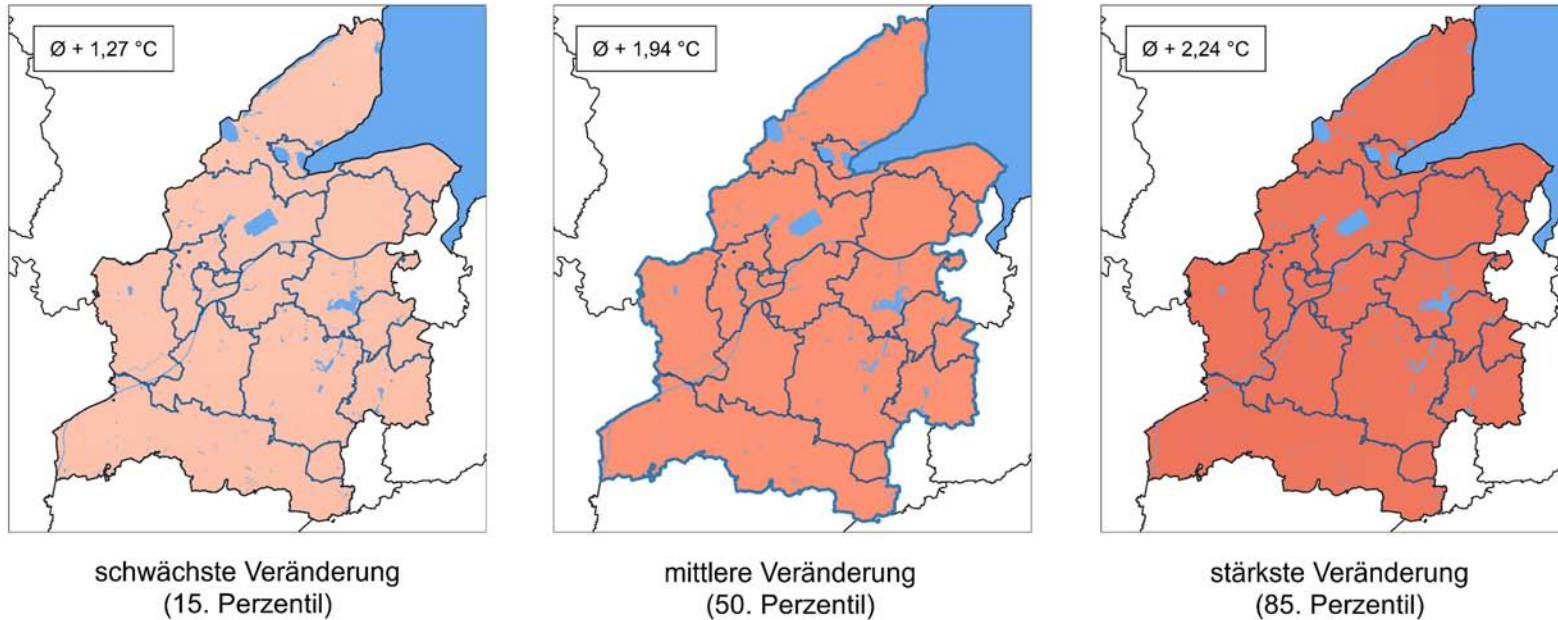 Ø + 1,27 °C
Ø + 1,94 °C
Ø + 2,24 °C
schwächste Veränderung
(15. Perzentil)
mittlere Veränderung
(50. Perzentil)
stärkste Veränderung
(85. Perzentil)